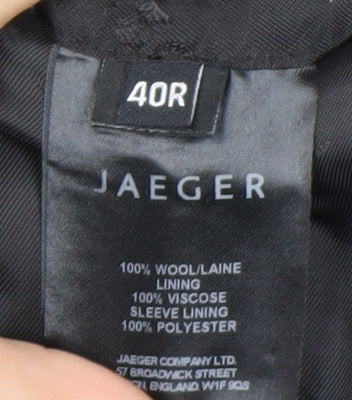 40R
JAEGER
100% WOOL/LAINE
LINING
100% VISCOSE
SLEEVE LINING
100% POLYESTER
JAEGER COMPANY LTD.
57 BROADWICK STREET
ENGLAND W1F 9QS